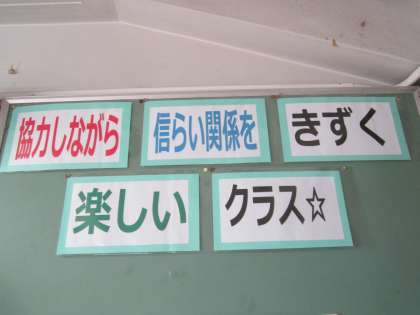 協力しながら 信らい関係を きずく
楽しい クラス☆